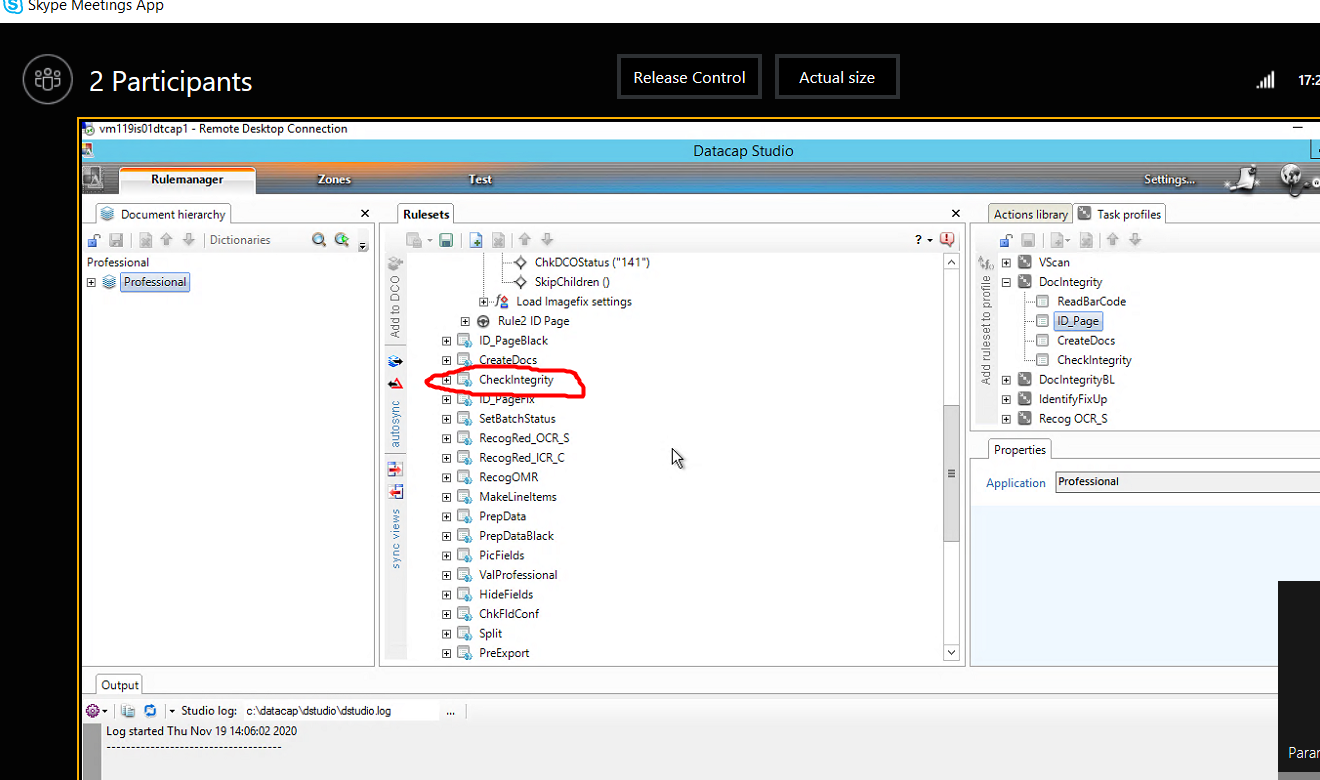 Skype Meetings App
2 Participants
Release Control
Actual size
vm119is01dtcap1 - Remote Desktop Connection
Datacap Studio
Rulemanager
Zones
Test
Settings...
Document hierarchy
Dictionaries
Professional
Professional
Rulesets
?
Add to DCO
autosync
sync views
ChkDCOStatus ("141")
SkipChildren ()
Load Imagefix settings
Rule2 ID Page
ID_PageBlack
CreateDocs
CheckIntegrity
ID_PageFix
SetBatchStatus
RecogRed_OCR_S
RecogRed_ICR_C
RecogOMR
MakeLineItems
PrepData
PrepDataBlack
PicFields
ValProfessional
HideFields
ChkFldConf
Split
PreExport
Actions library
Task profiles
Add ruleset to profile
VScan
DocIntegrity
ReadBarCode
ID_Page
CreateDocs
CheckIntegrity
DocIntegrityBL
IdentifyFixUp
Recog OCR_S
Properties
Application
Professional
Output
Studio log:
c:\datacap\dstudio\dstudio.log
...
Log started Thu Nov 19 14:06:02 2020
------------------------------------